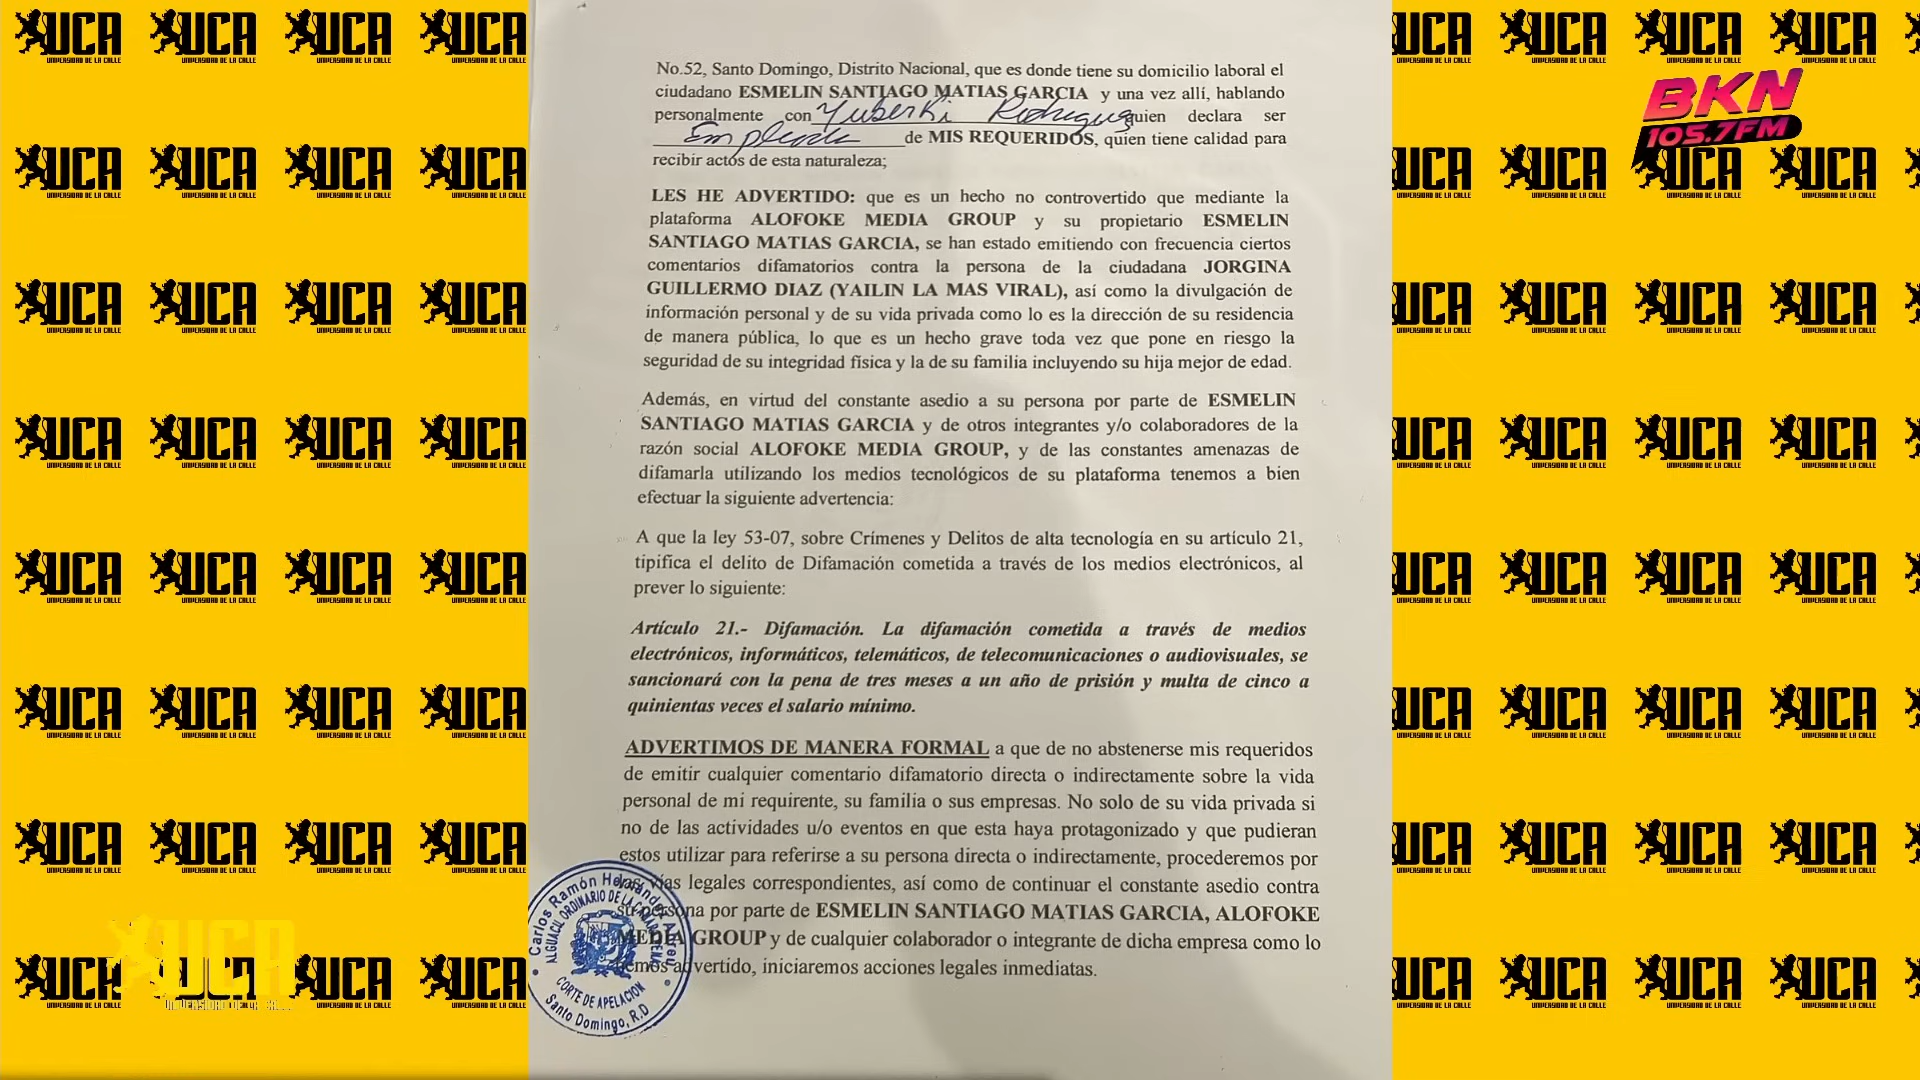 No.52, Santo Domingo, Distrito Nacional, que es donde tiene su domicilio laboral el
ciudadano ESMELIN SANTIAGO MATIAS GARCIA y una vez allí, hablando
personalmente con Yuberki Rodriguez quien declara ser
Empleada de MIS REQUERIDOS, quien tiene calidad para
recibir actos de esta naturaleza;
LES HE ADVERTIDO: que es un hecho no controvertido que mediante la
plataforma ALOFOKE MEDIA GROUP y su propietario ESMELIN
SANTIAGO MATIAS GARCIA, se han estado emitiendo con frecuencia ciertos
comentarios difamatorios contra la persona de la ciudadana JORGINA
GUILLERMO DIAZ (YAILIN LA MAS VIRAL), así como la divulgación de
información personal y de su vida privada como lo es la dirección de su residencia
de manera pública, lo que es un hecho grave toda vez que pone en riesgo la
seguridad de su integridad física y la de su familia incluyendo su hija mejor de edad.
Además, en virtud del constante asedio a su persona por parte de ESMELIN
SANTIAGO MATIAS GARCIA y de otros integrantes y/o colaboradores de la
razón social ALOFOKE MEDIA GROUP, y de las constantes amenazas de
difamarla utilizando los medios tecnológicos de su plataforma tenemos a bien
efectuar la siguiente advertencia:
A que la ley 53-07, sobre Crímenes y Delitos de alta tecnología en su artículo 21,
tipifica el delito de Difamación cometida a través de los medios electrónicos, al
prever lo siguiente:
Artículo 21.- Difamación. La difamación cometida a través de medios
electrónicos, informáticos, telemáticos, de telecomunicaciones o audiovisuales, se
sancionará con la pena de tres meses a un año de prisión y multa de cinco a
quinientas veces el salario mínimo.
ADVERTIMOS DE MANERA FORMAL a que de no abstenerse mis requeridos
de emitir cualquier comentario difamatorio directa o indirectamente sobre la vida
personal de mi requirente, su familia o sus empresas. No solo de su vida privada si
no de las actividades u/o eventos en que esta haya protagonizado y que pudieran
estos utilizar para referirse a su persona directa o indirectamente, procederemos por
las vías legales correspondientes, así como de continuar el constante asedio contra
su persona por parte de ESMELIN SANTIAGO MATIAS GARCIA, ALOFOKE
MEDIA GROUP y de cualquier colaborador o integrante de dicha empresa como lo
hemos advertido, iniciaremos acciones legales inmediatas.
Carlos Ramón Hernández Abreu
ALGUACIL ORDINARIO DE LA CAMARA PENAL
CORTE DE APELACION
Santo Domingo, R.D
BKN
105.7FM
UCA
UNIVERSIDAD DE LA CALLE